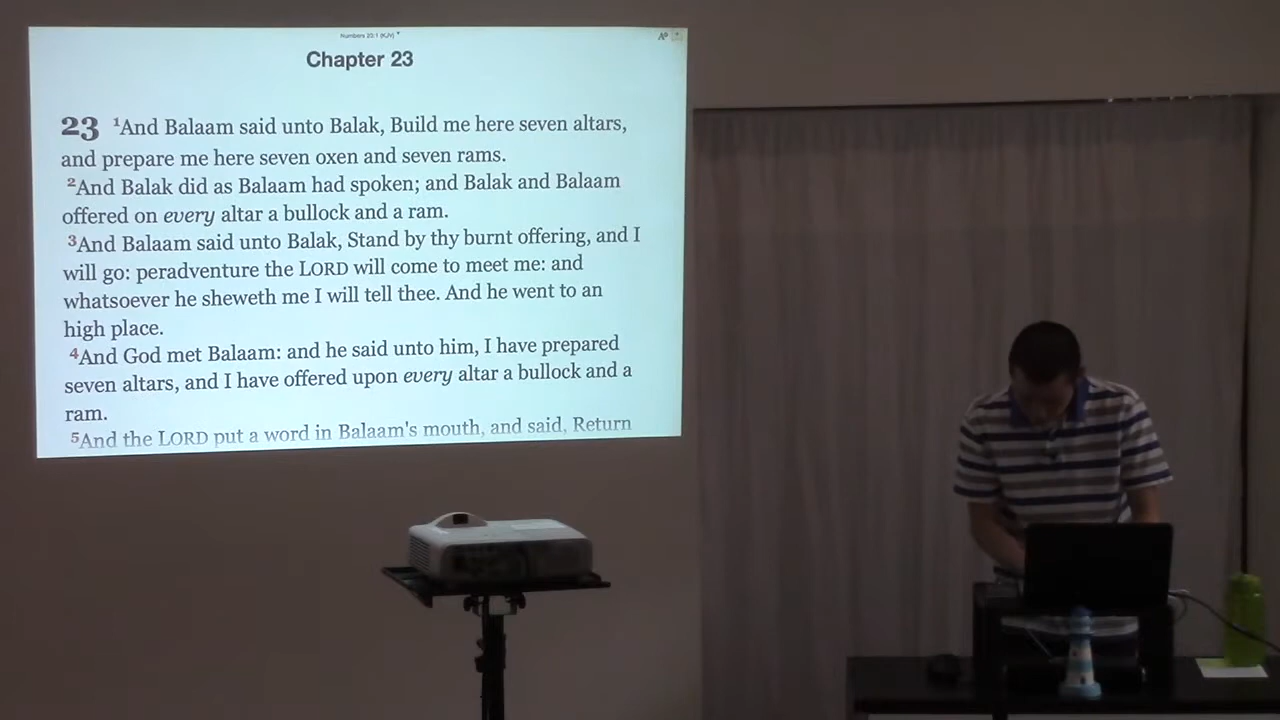 Numbers 23:1 (KJV)
Chapter 23
23 ¹And Balaam said unto Balak, Build me here seven altars,
and prepare me here seven oxen and seven rams.
²And Balak did as Balaam had spoken; and Balak and Balaam
offered on every altar a bullock and a ram.
³And Balaam said unto Balak, Stand by thy burnt offering, and I
will go: peradventure the LORD will come to meet me: and
whatsoever he sheweth me I will tell thee. And he went to an
high place.
⁴And God met Balaam: and he said unto him, I have prepared
seven altars, and I have offered upon every altar a bullock and a
ram.
⁵And the LORD put a word in Balaam's mouth, and said, Return